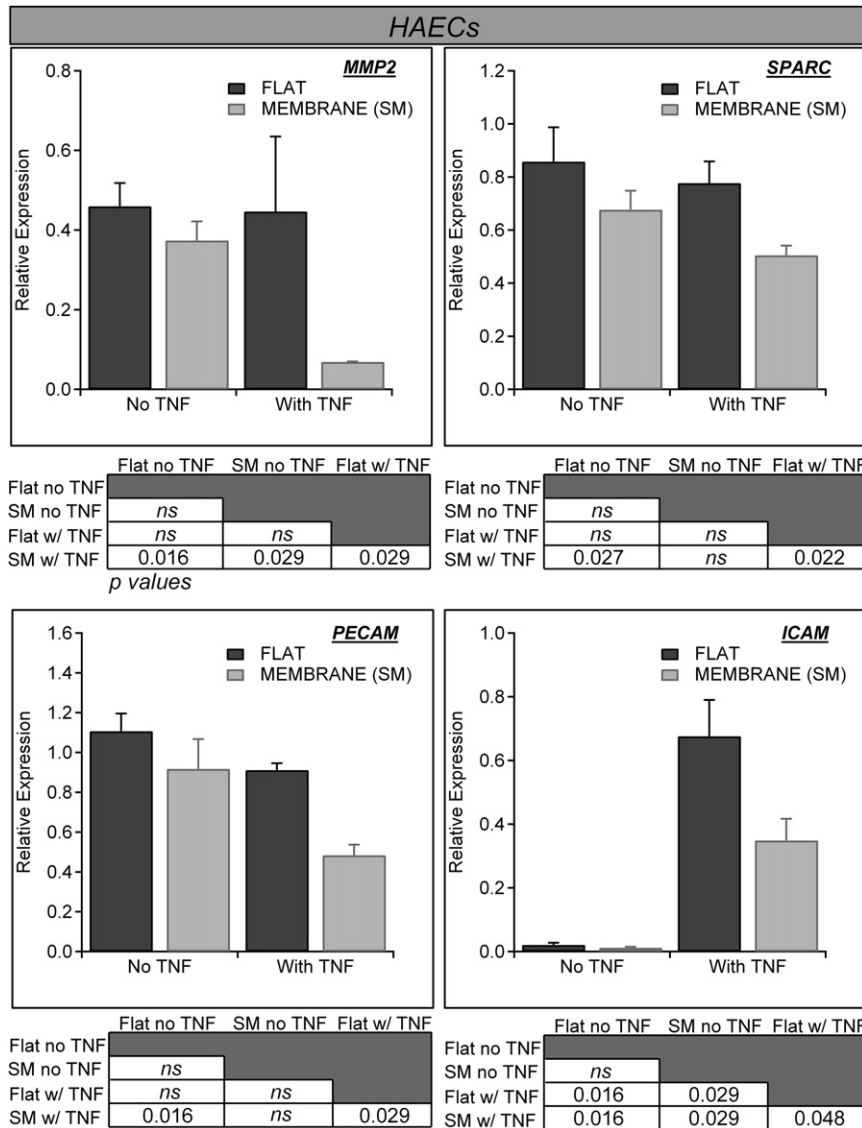 HAECs
MMP2
FLAT
MEMBRANE (SM)
Relative Expression
0.8
0.6
0.4
0.2
0.0
No TNF With TNF
Flat no TNF SM no TNF Flat w/ TNF
Flat no TNF
SM no TNF ns
Flat w/ TNF ns ns
SM w/ TNF 0.016 0.029 0.029
p values
SPARC
FLAT
MEMBRANE (SM)
Relative Expression
1.2
1.0
0.8
0.6
0.4
0.2
0.0
No TNF With TNF
Flat no TNF SM no TNF Flat w/ TNF
Flat no TNF
SM no TNF ns
Flat w/ TNF ns ns
SM w/ TNF 0.027 ns 0.022
PECAM
FLAT
MEMBRANE (SM)
Relative Expression
1.6
1.4
1.2
1.0
0.8
0.6
0.4
0.2
0.0
No TNF With TNF
Flat no TNF SM no TNF Flat w/ TNF
Flat no TNF
SM no TNF ns
Flat w/ TNF ns ns
SM w/ TNF 0.016 ns 0.029
ICAM
FLAT
MEMBRANE (SM)
Relative Expression
1.0
0.8
0.6
0.4
0.2
0.0
No TNF With TNF
Flat no TNF SM no TNF Flat w/ TNF
Flat no TNF
SM no TNF ns
Flat w/ TNF 0.016 0.029
SM w/ TNF 0.016 0.029 0.048